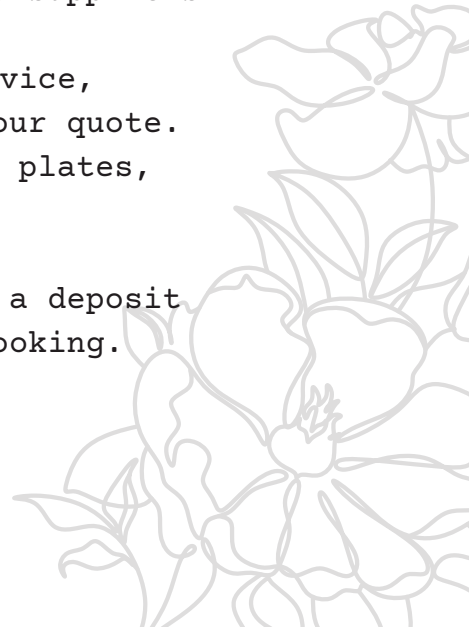 vice,
our quote.
plates,
a deposit
ooking.